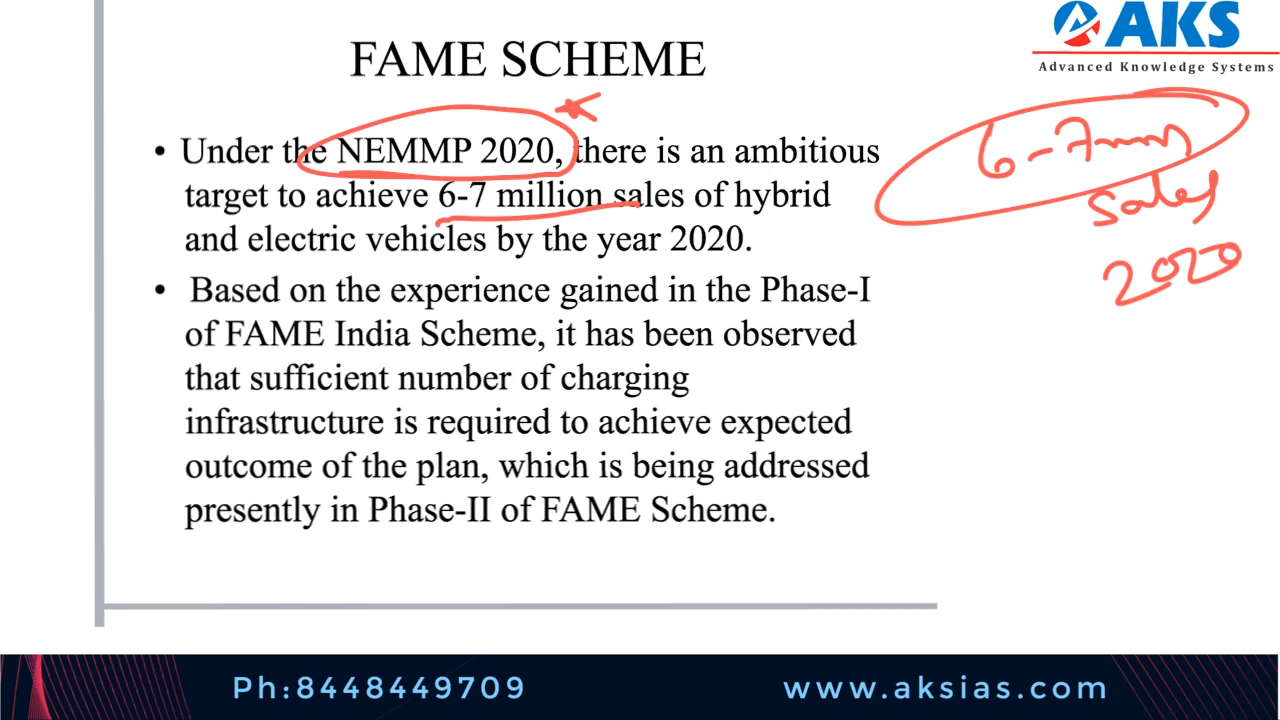 AKS
Advanced Knowledge Systems
FAME SCHEME
• Under the NEMMP 2020, there is an ambitious
target to achieve 6-7 million sales of hybrid
and electric vehicles by the year 2020.
• Based on the experience gained in the Phase-I
of FAME India Scheme, it has been observed
that sufficient number of charging
infrastructure is required to achieve expected
outcome of the plan, which is being addressed
presently in Phase-II of FAME Scheme.
6-7
sales
2020
Ph:8448449709
www.aksias.com